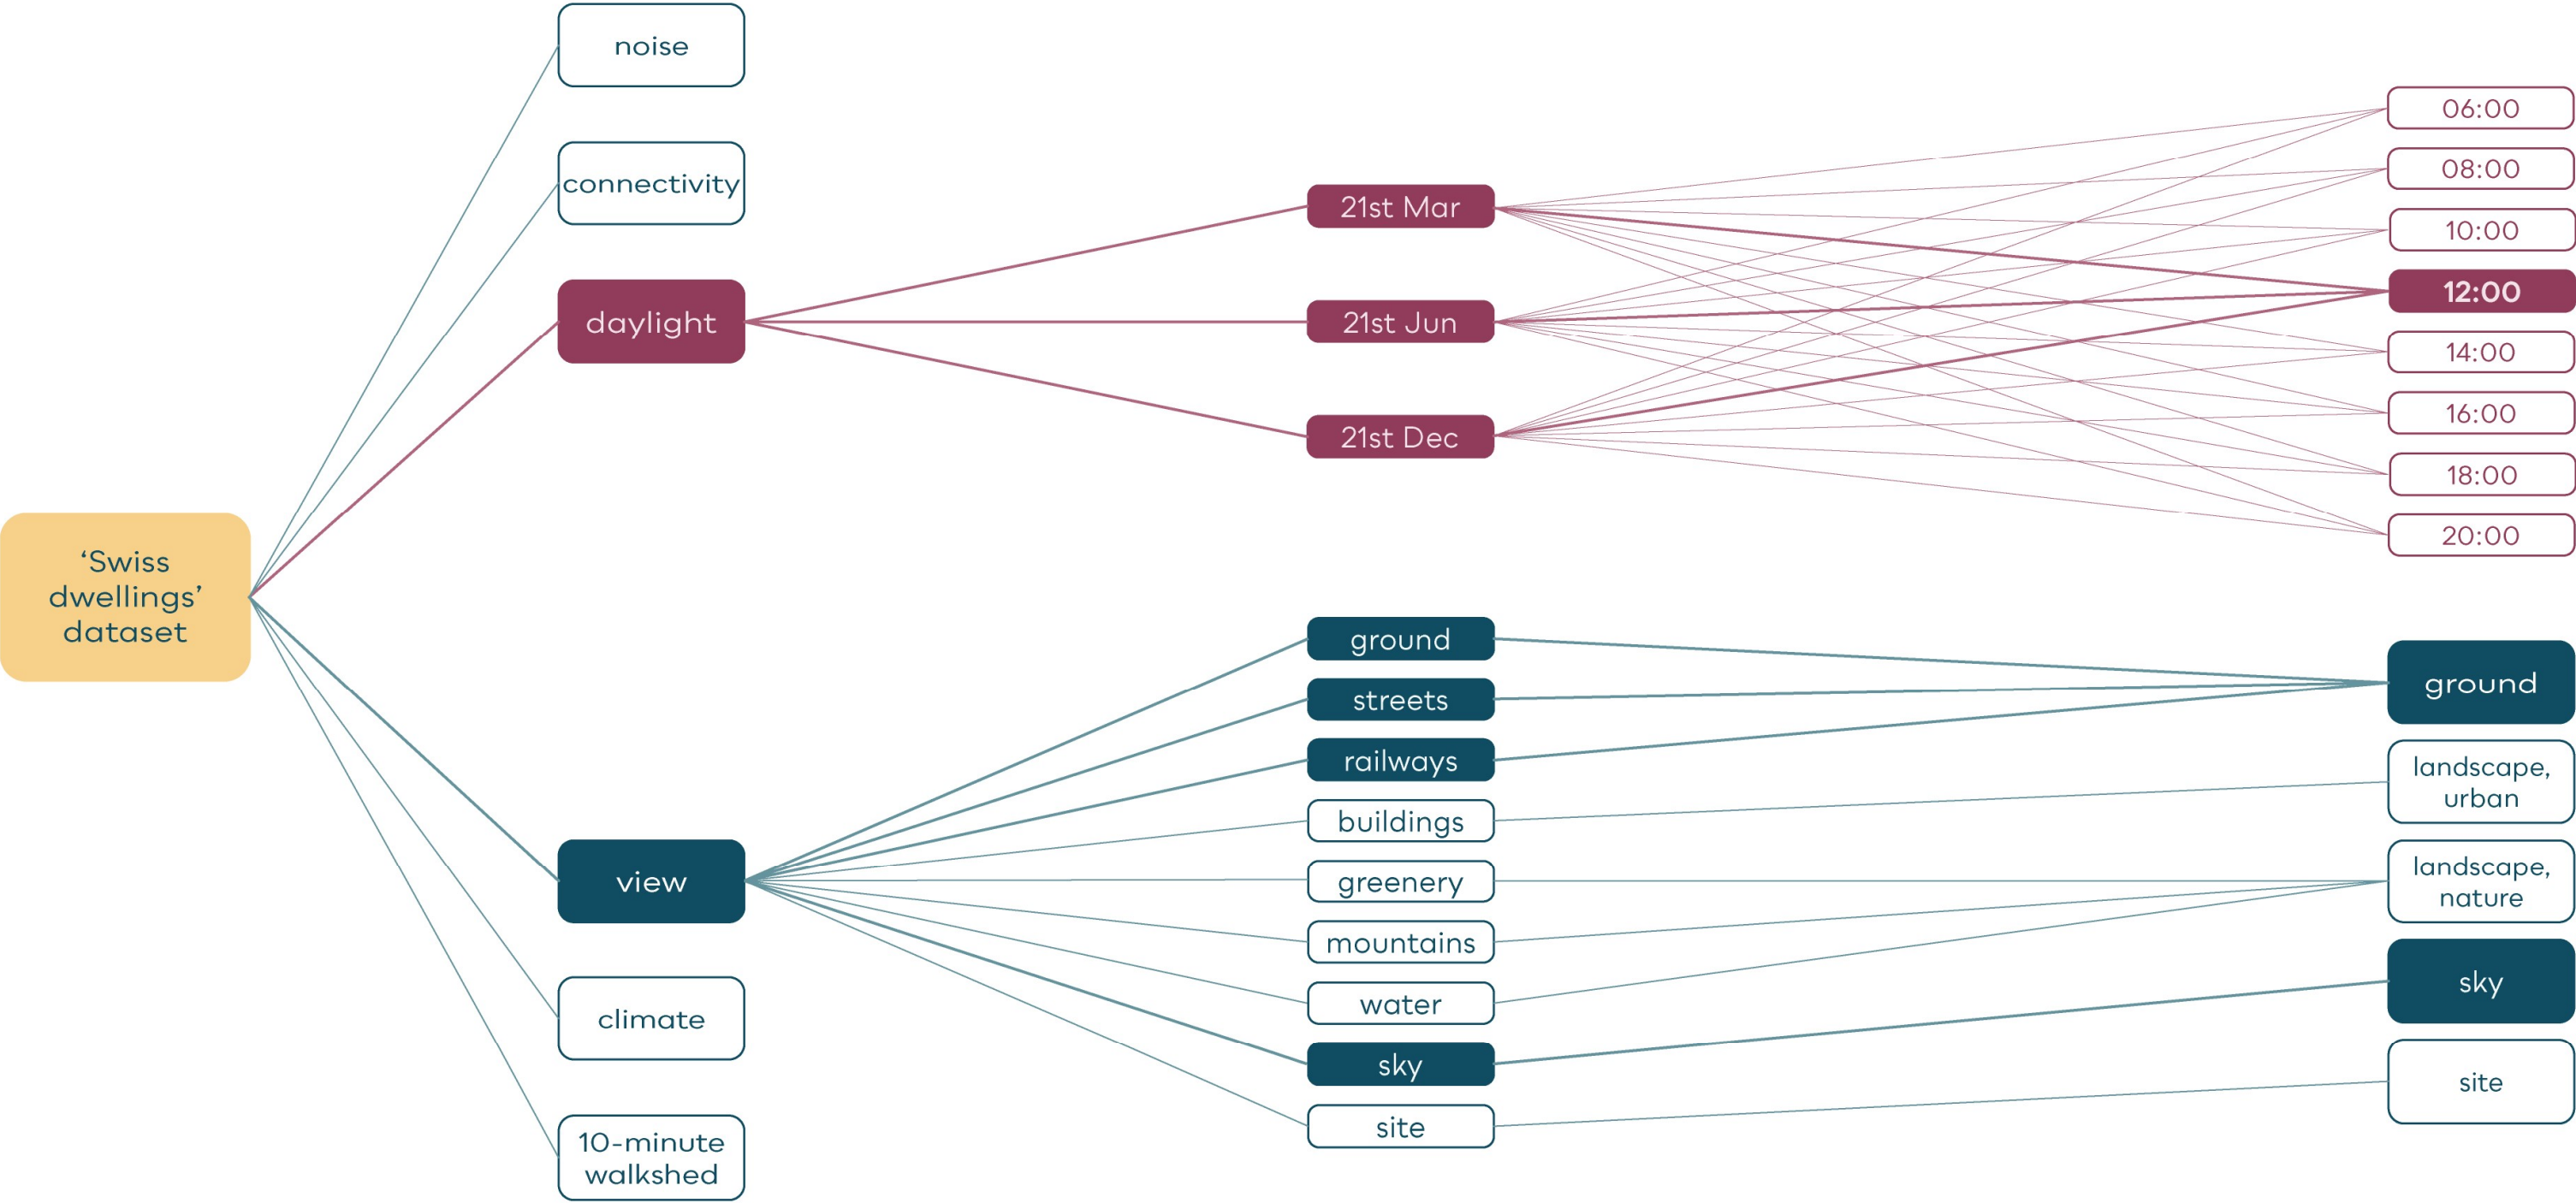 ‘Swiss
dwellings’
dataset
noise
connectivity
daylight
view
climate
10-minute
walkshed
21st Mar
21st Jun
21st Dec
06:00
08:00
10:00
12:00
14:00
16:00
18:00
20:00
ground
streets
railways
buildings
greenery
mountains
water
sky
site
ground
landscape,
urban
landscape,
nature
sky
site